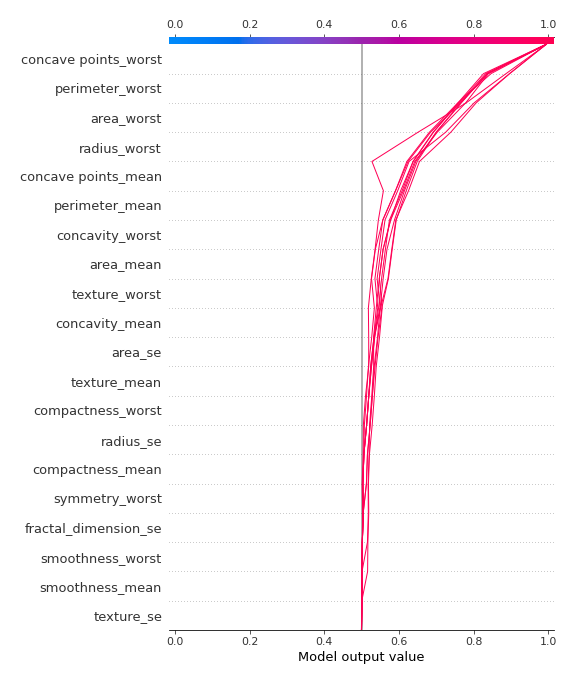 0.0 0.2 0.4 0.6 0.8 1.0
concave points_worst
perimeter_worst
area_worst
radius_worst
concave points_mean
perimeter_mean
concavity_worst
area_mean
texture_worst
concavity_mean
area_se
texture_mean
compactness_worst
radius_se
compactness_mean
symmetry_worst
fractal_dimension_se
smoothness_worst
smoothness_mean
texture_se
0.0 0.2 0.4 0.6 0.8 1.0
Model output value